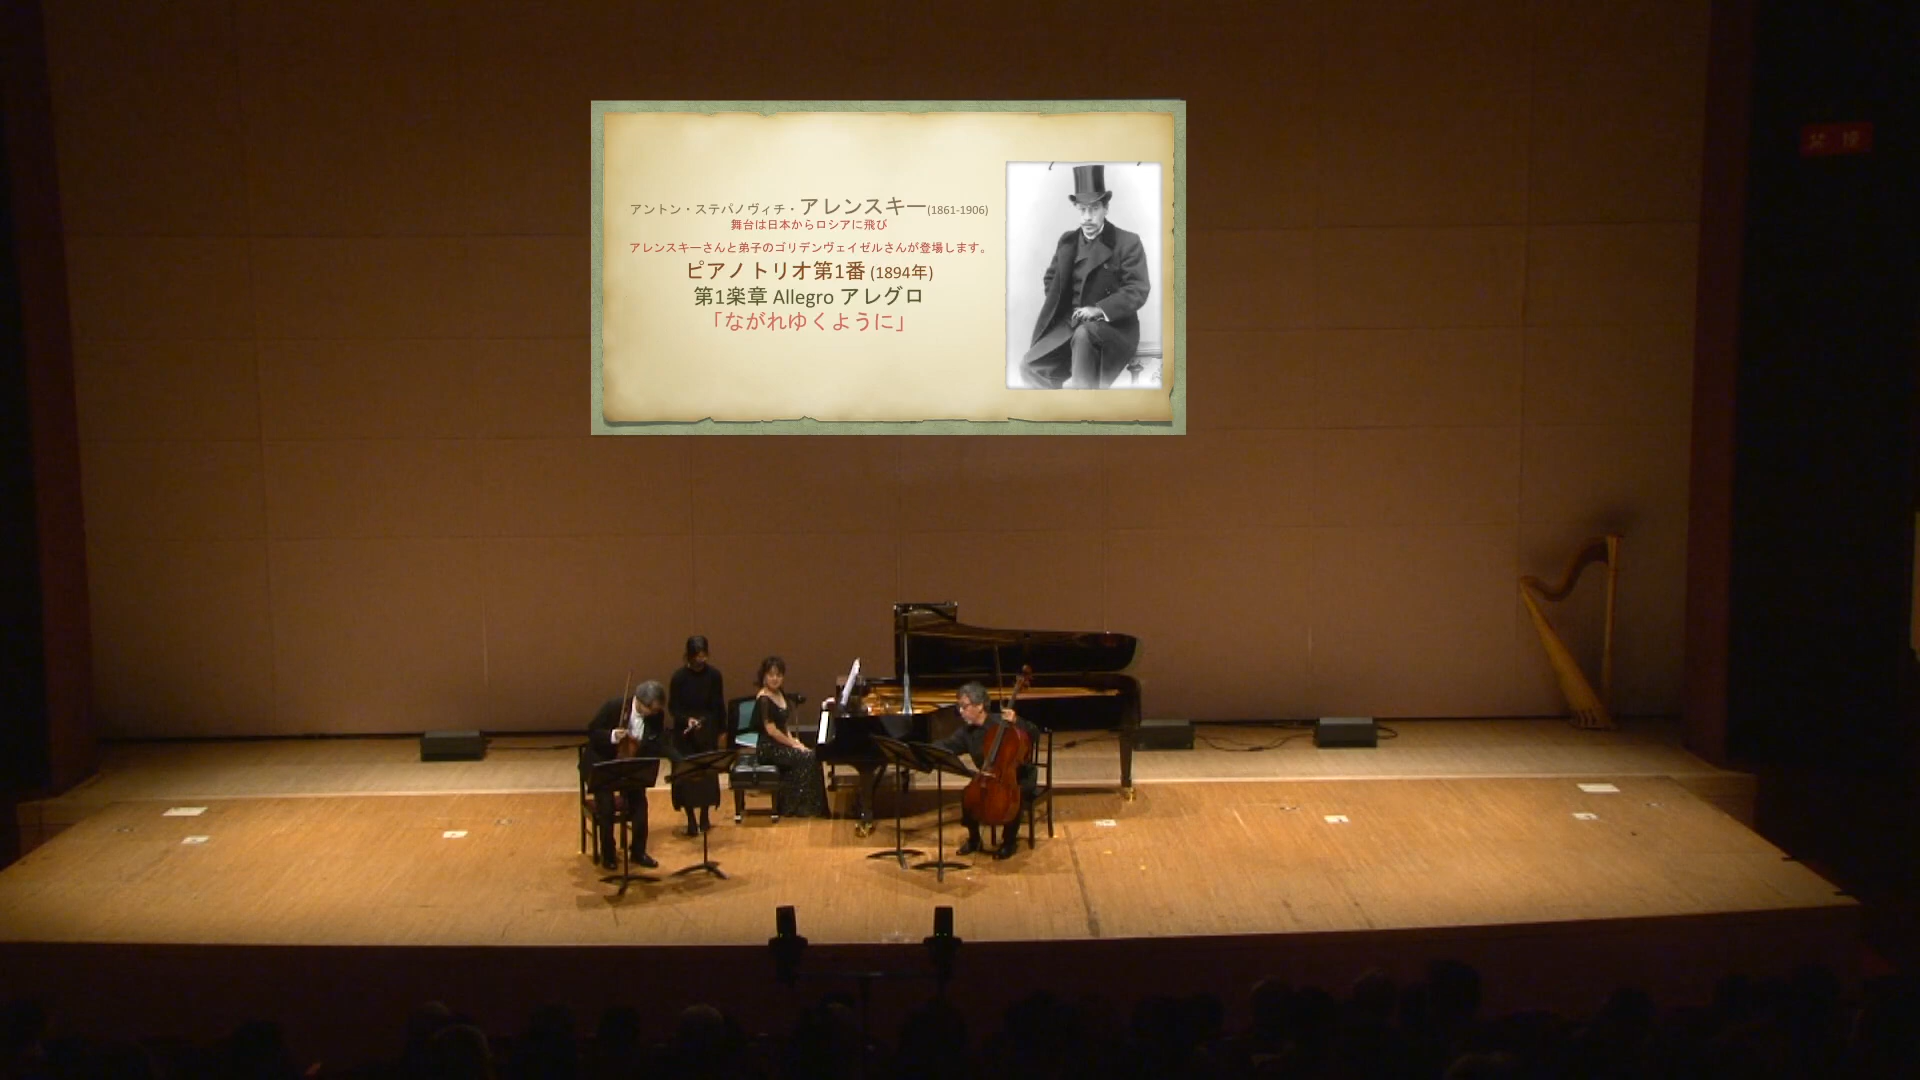 アントン・ステパノヴィチ・アレンスキー(1861-1906)
舞台は日本からロシアに飛び
アレンスキーさんと弟子のゴリデンヴェイゼルさんが登場します。
ピアノトリオ第1番 (1894年)
第1楽章 Allegro アレグロ
「ながれゆくように」